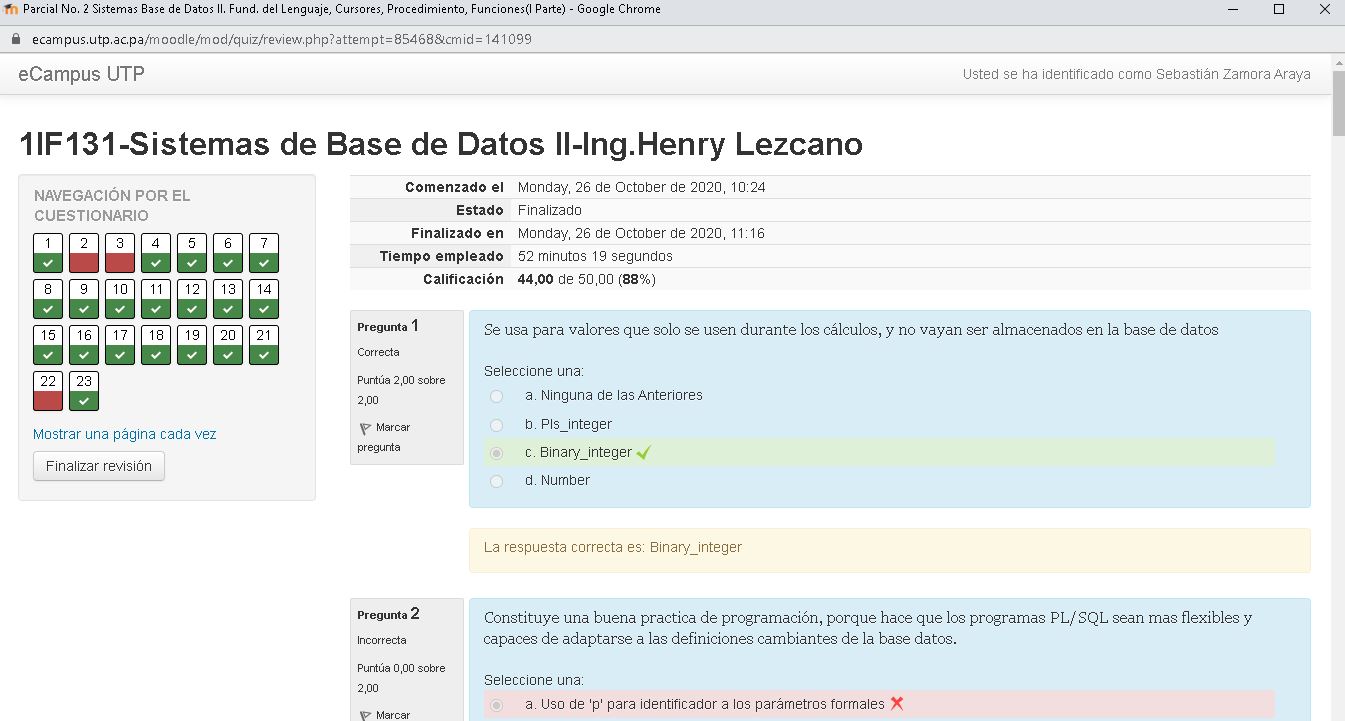 Parcial No. 2 Sistemas Base de Datos II. Fund. del Lenguaje, Cursores, Procedimiento, Funciones(I Parte) - Google Chrome
ecampus.utp.ac.pa/moodle/mod/quiz/review.php?attempt=85468&cmid=141099
eCampus UTP
Usted se ha identificado como Sebastián Zamora Araya
1IF131-Sistemas de Base de Datos II-Ing.Henry Lezcano
NAVEGACIÓN POR EL
CUESTIONARIO
1 2 3 4 5 6 7
8 9 10 11 12 13 14
15 16 17 18 19 20 21
22 23
Mostrar una página cada vez
Finalizar revisión
Comenzado el Monday, 26 de October de 2020, 10:24
Estado Finalizado
Finalizado en Monday, 26 de October de 2020, 11:16
Tiempo empleado 52 minutos 19 segundos
Calificación 44,00 de 50,00 (88%)
Pregunta 1
Correcta
Puntúa 2,00 sobre
2,00
Marcar
pregunta
Se usa para valores que solo se usen durante los cálculos, y no vayan ser almacenados en la base de datos
Seleccione una:
a. Ninguna de las Anteriores
b. Pls_integer
c. Binary_integer
d. Number
La respuesta correcta es: Binary_integer
Pregunta 2
Incorrecta
Puntúa 0,00 sobre
2,00
Marcar
Constituye una buena practica de programación, porque hace que los programas PL/SQL sean mas flexibles y
capaces de adaptarse a las definiciones cambiantes de la base datos.
Seleccione una:
a. Uso de 'p' para identificador a los parámetros formales